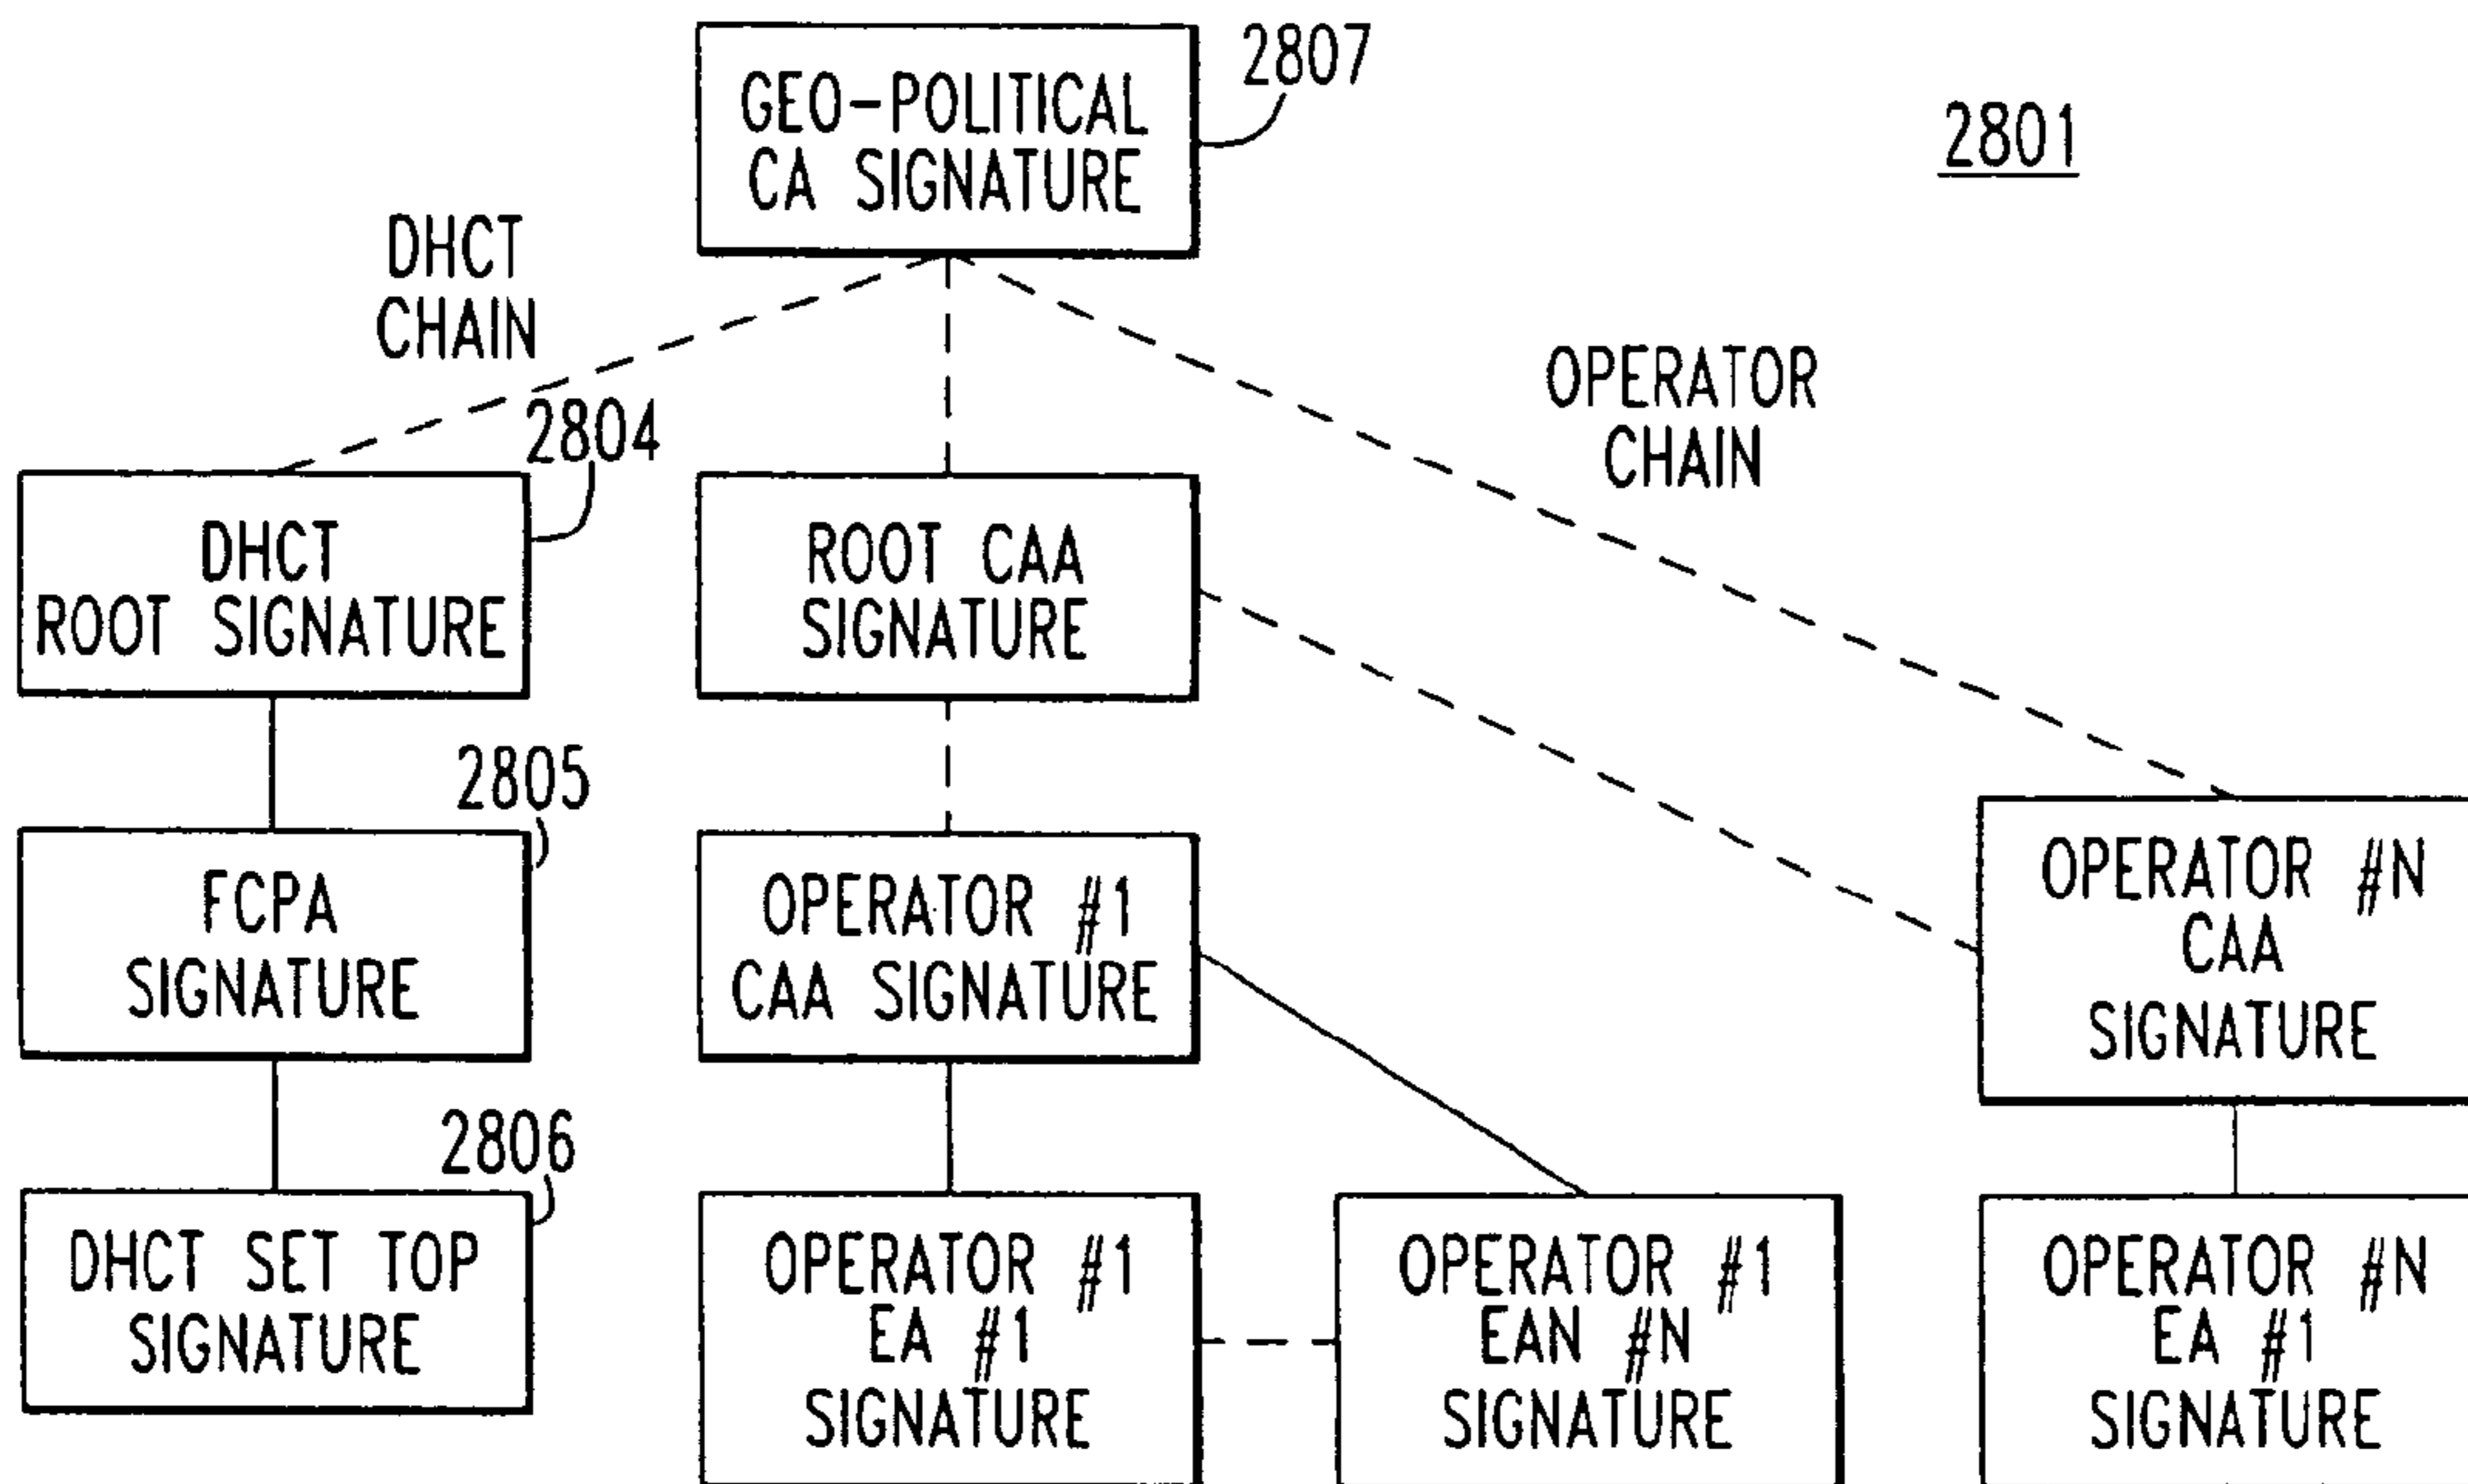 GEO-POLITICAL
CA SIGNATURE
2807
2801
DHCT
CHAIN
OPERATOR
CHAIN
2804
DHCT
ROOT SIGNATURE
ROOT CAA
SIGNATURE
2805
FCPA
SIGNATURE
OPERATOR #1
CAA SIGNATURE
OPERATOR #N
CAA
SIGNATURE
2806
DHCT SET TOP
SIGNATURE
OPERATOR #1
EA #1
SIGNATURE
OPERATOR #1
EAN #N
SIGNATURE
OPERATOR #N
EA #1
SIGNATURE